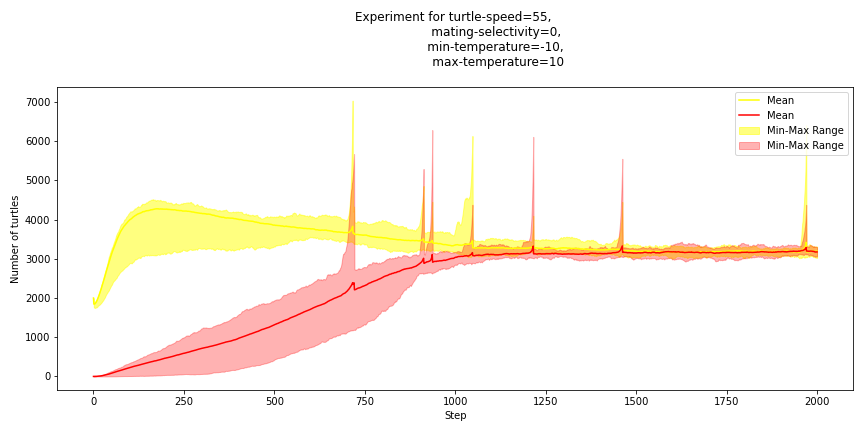 Experiment for turtle-speed=55,
mating-selectivity=0,
min-temperature=-10,
max-temperature=10
Mean
Mean
Min-Max Range
Min-Max Range
Number of turtles
7000
6000
5000
4000
3000
2000
1000
0
0 250 500 750 1000 1250 1500 1750 2000
Step